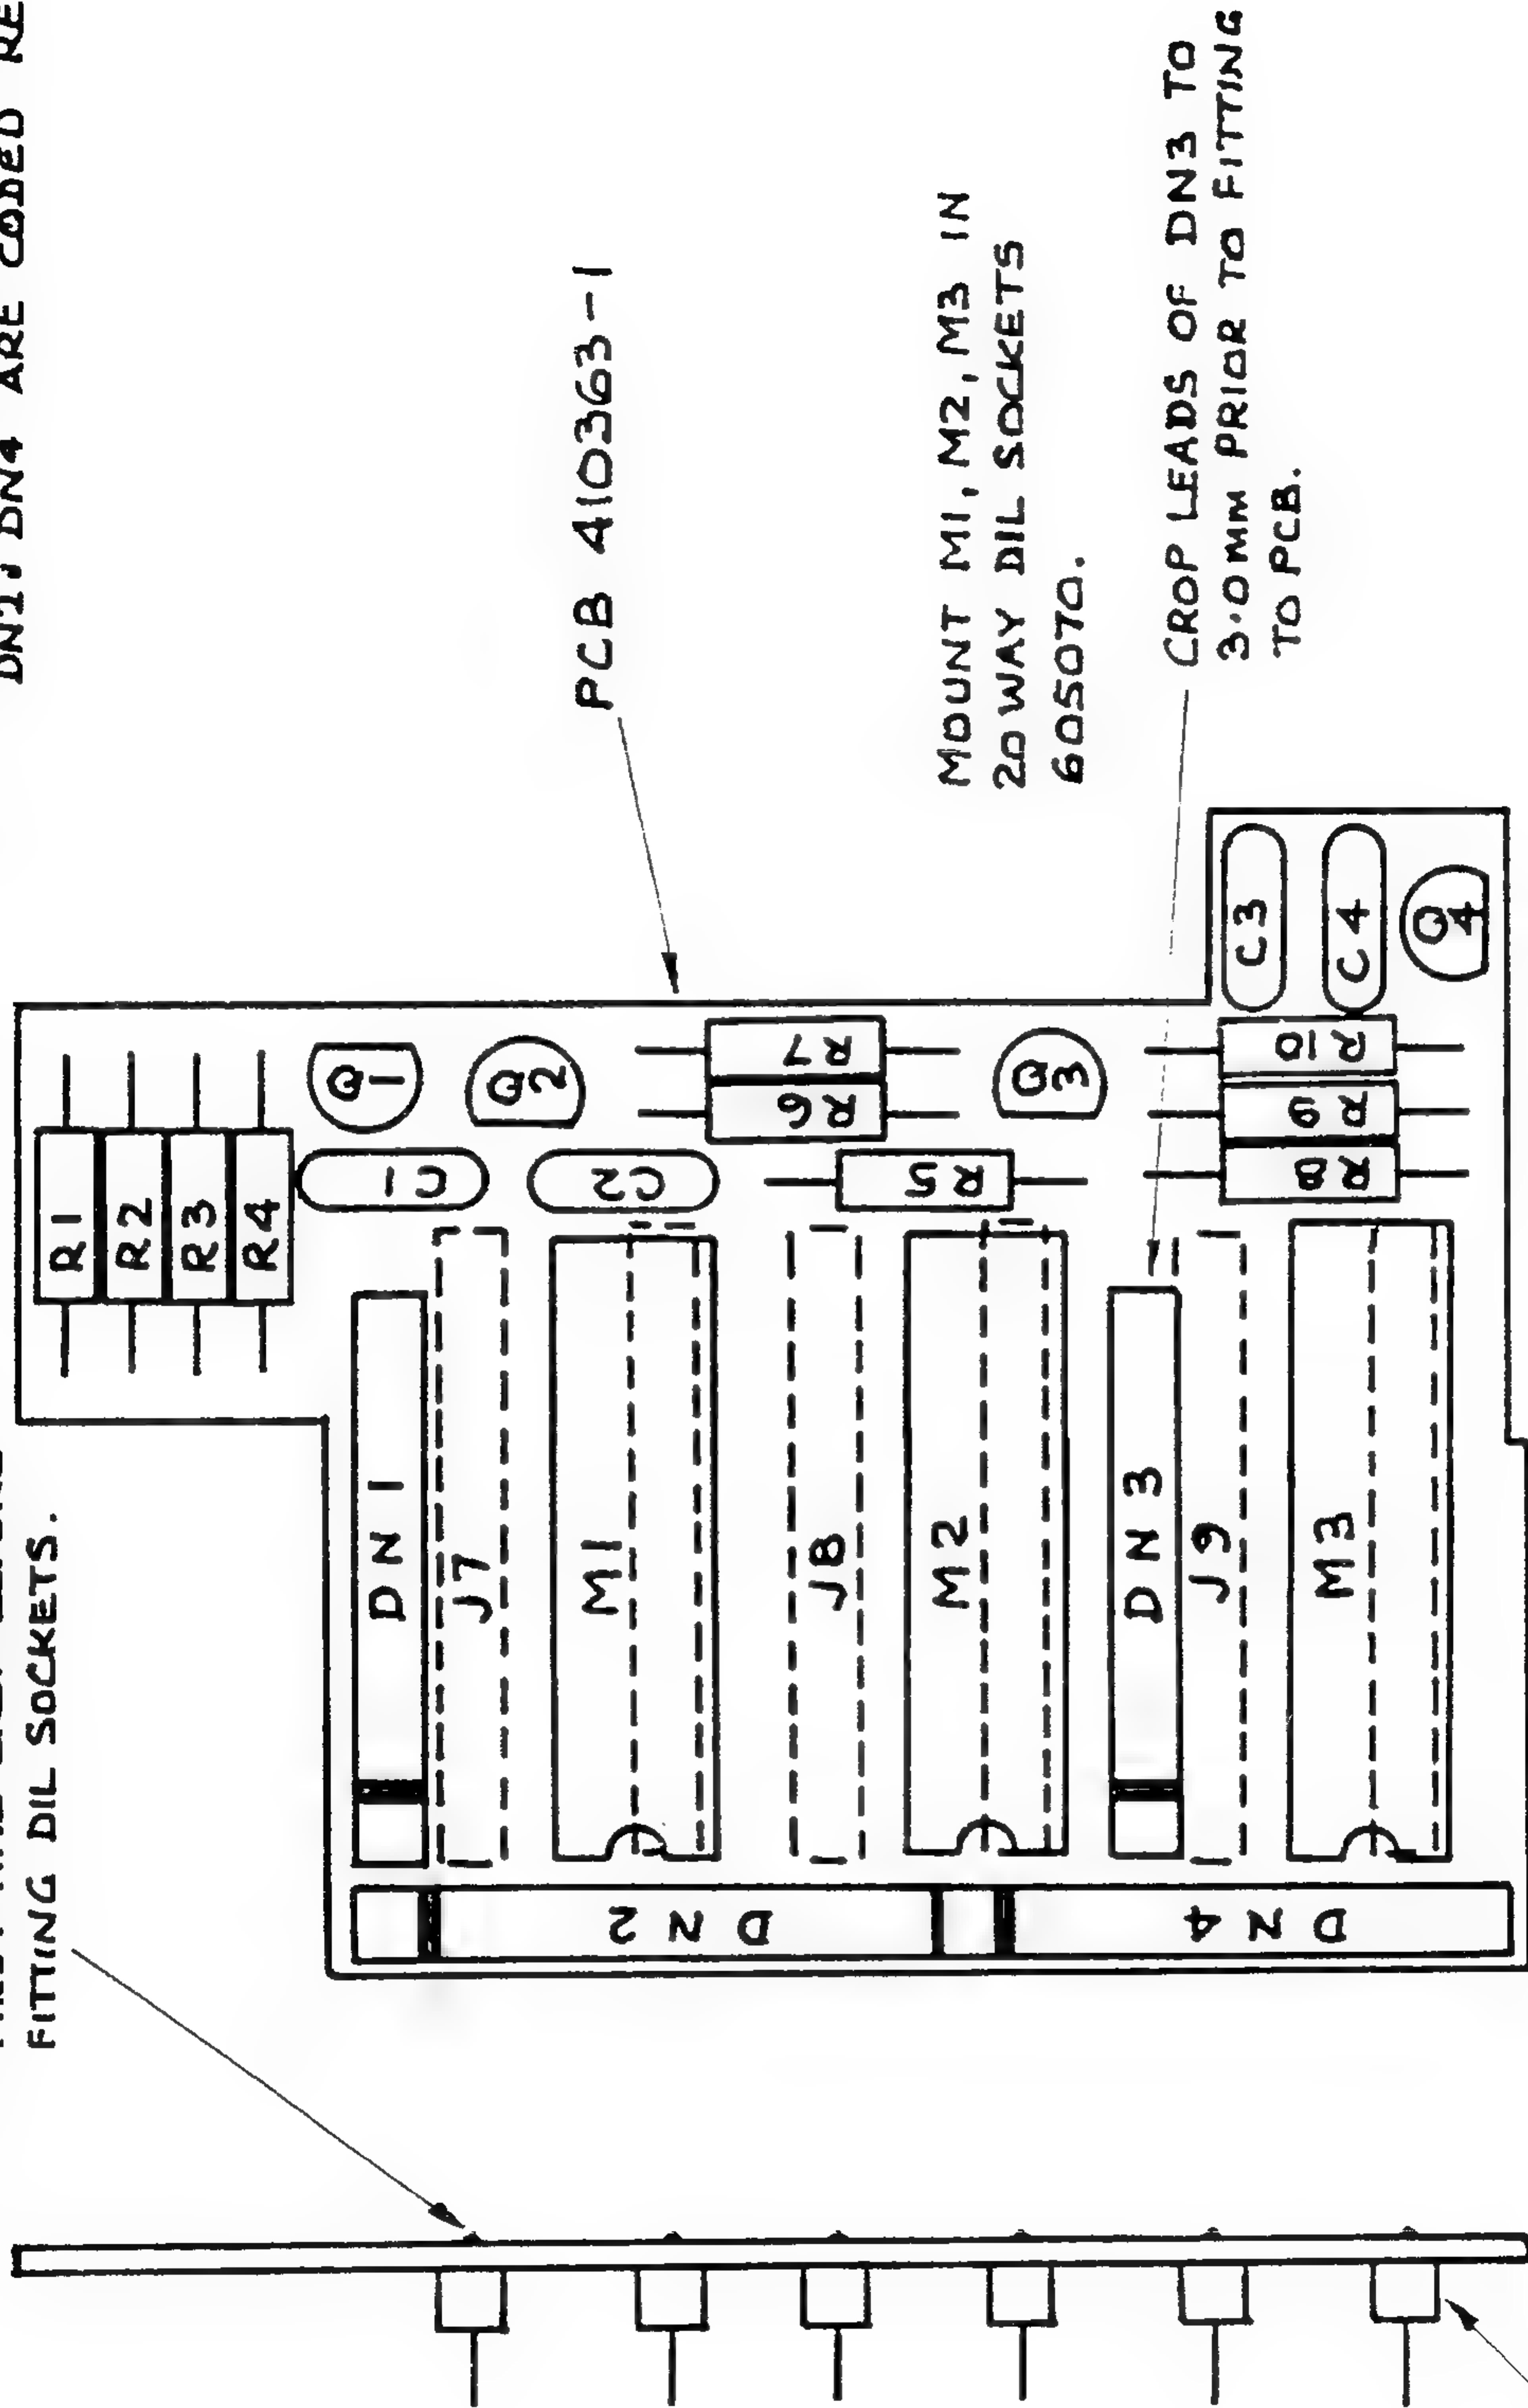 DN1, DN4 ARE CODED RE
FITTING DIL SOCKETS.
PCB 410363-1
MOUNT M1, M2, M3 IN
20 WAY DIL SOCKETS
605070.
CROP LEADS OF DN3 TO
3.0MM PRIOR TO FITTING
TO PCB.
R1
R2
R3
R4
Q1
Q2
C1
C2
R7
R6
R5
Q3
R10
R9
R8
C3
C4
Q4
DN1
J7
M1
J8
M2
DN3
J9
M3
DN2
DN4